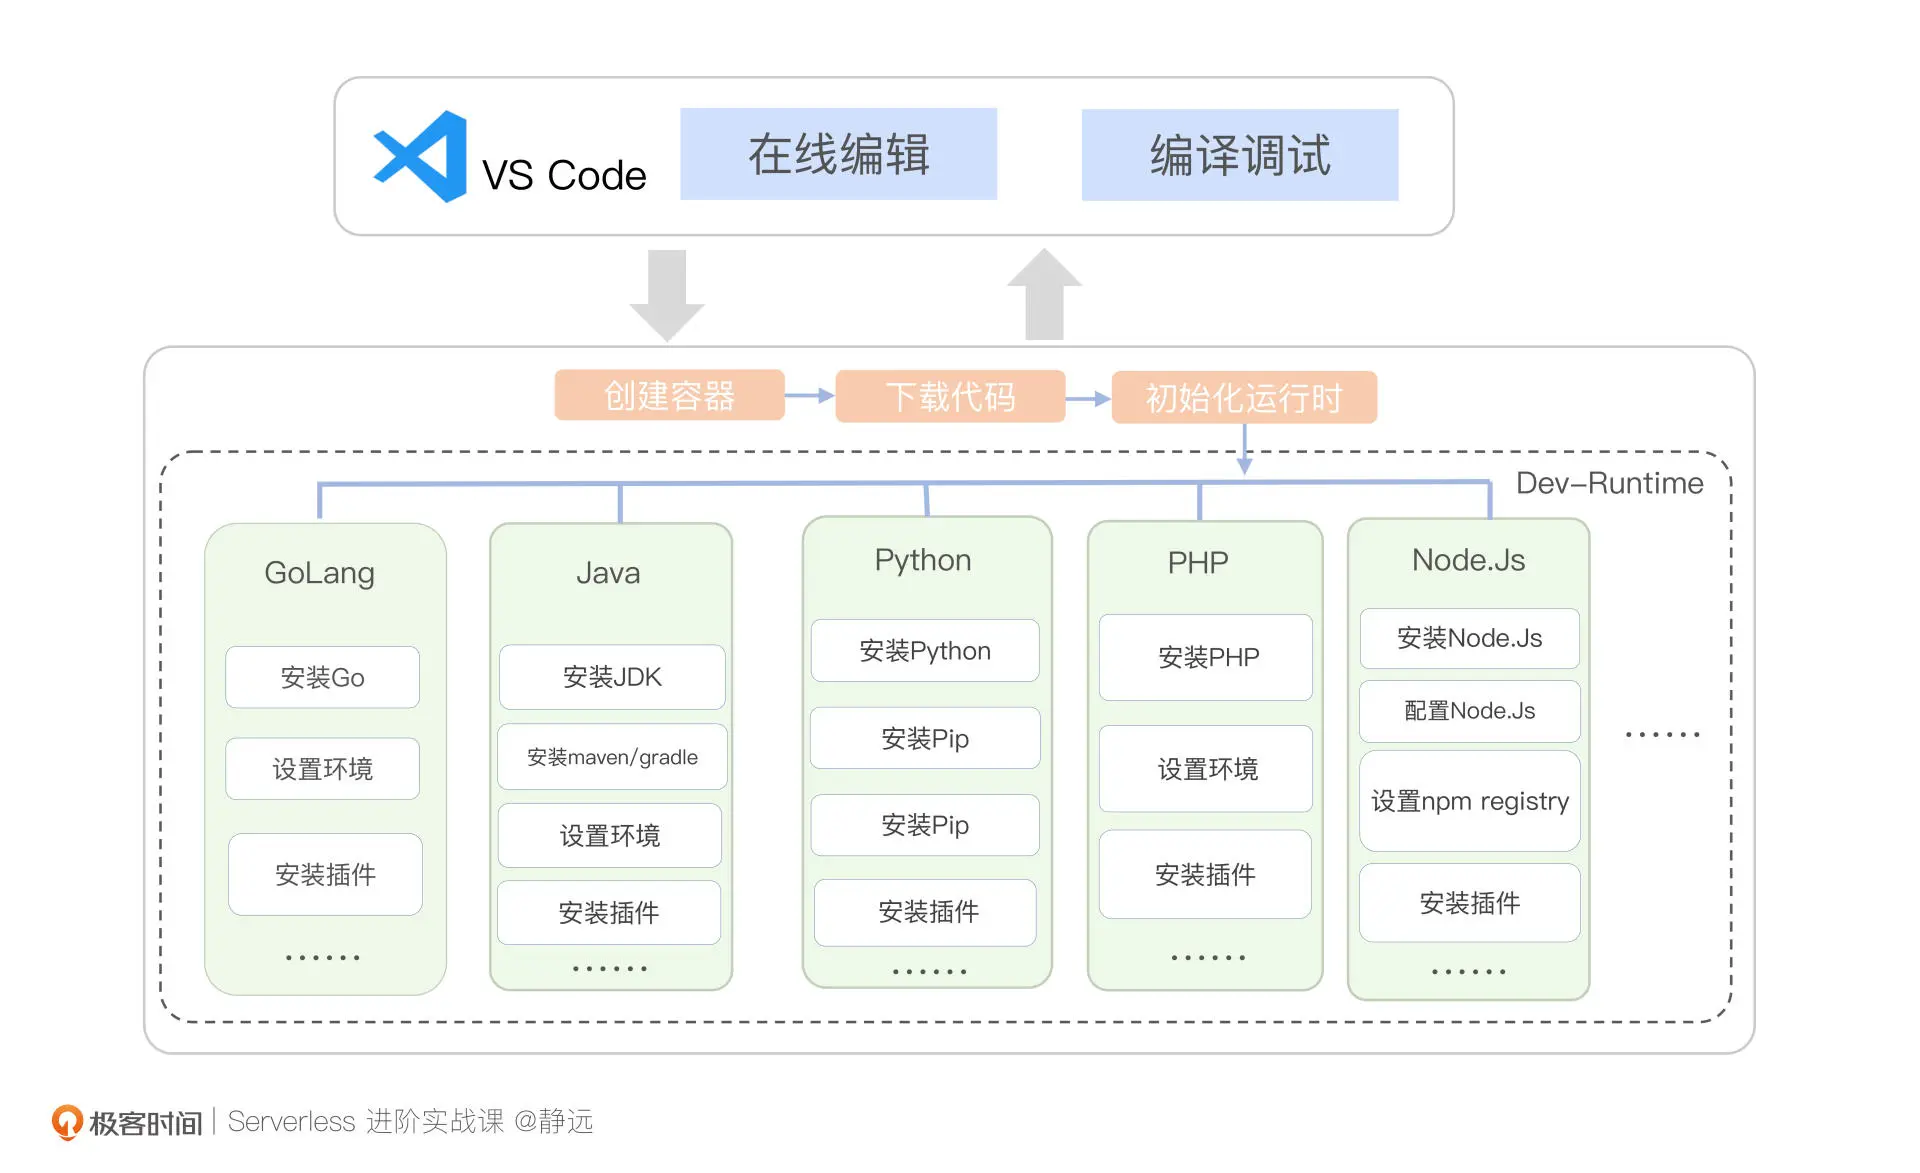 VS Code
在线编辑
编译调试
创建容器
下载代码
初始化运行时
Dev-Runtime
GoLang
安装Go
设置环境
安装插件
······
Java
安装JDK
安装maven/gradle
设置环境
安装插件
······
Python
安装Python
安装Pip
安装Pip
安装插件
······
PHP
安装PHP
设置环境
安装插件
······
Node.Js
安装Node.Js
配置Node.Js
设置npm registry
安装插件
······
······
极客时间 | Serverless 进阶实战课 @静远